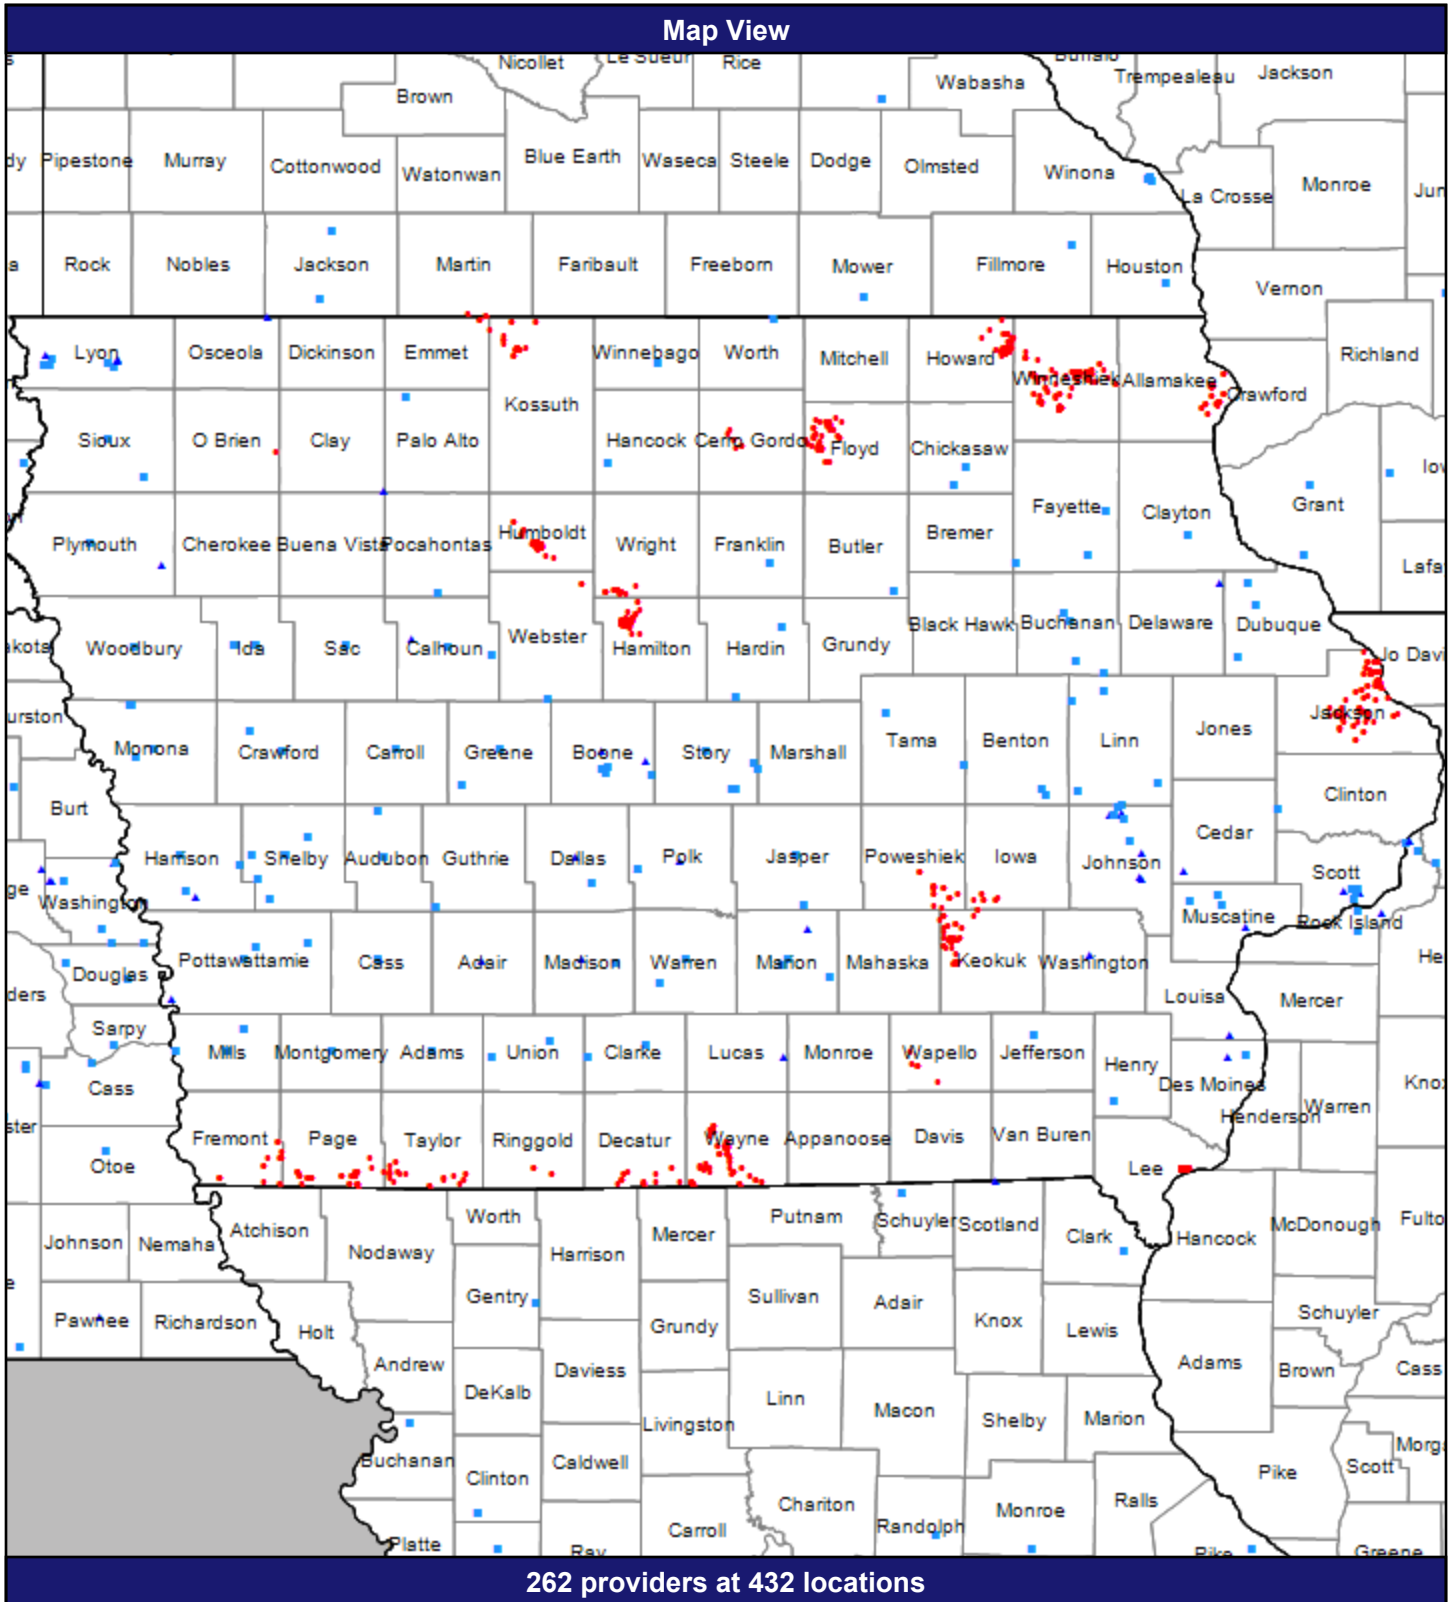 Map View
Nicollet Le Sueur Rice Buffalo
Brown Wabasha Trempealeau Jackson
Pipestone Murray Cottonwood Watonwan Blue Earth Waseca Steele Dodge Olmsted Winona La Crosse Monroe
Rock Nobles Jackson Martin Faribault Freeborn Mower Fillmore Houston Vernon
Lyon Osceola Dickinson Emmet Winnebago Worth Mitchell Howard Winneshiek Allamakee Crawford Richland
Sioux O Brien Clay Palo Alto Kossuth Hancock Cerro Gordo Floyd Chickasaw
Fayette Clayton Grant
Plymouth Cherokee Buena Vista Pocahontas Humboldt Wright Franklin Butler Bremer
Woodbury Ida Sac Calhoun Webster Hamilton Hardin Grundy Black Hawk Buchanan Delaware Dubuque
Jo Davi
Monona Crawford Carroll Greene Boone Story Marshall Tama Benton Linn Jones Jackson
Burt Clinton
Harrison Shelby Audubon Guthrie Dallas Polk Jasper Poweshiek Iowa Johnson Cedar Scott
Washington Muscatine Rock Island
Douglas Pottawattamie Cass Adair Madison Warren Marion Mahaska Keokuk Washington
Louisa Mercer
Sarpy Mills Montgomery Adams Union Clarke Lucas Monroe Wapello Jefferson Henry Des Moines
Cass Henderson Warren
Otoe Fremont Page Taylor Ringgold Decatur Wayne Appanoose Davis Van Buren Lee
Johnson Nemaha Atchison Nodaway Worth Harrison Mercer Putnam Schuyler Scotland Clark Hancock McDonough
Pawnee Richardson Holt Gentry Grundy Sullivan Adair Knox Lewis Schuyler
Andrew DeKalb Daviess Linn Adams Brown Cass
Livingston Macon Shelby Marion
Buchanan Clinton Caldwell Chariton Ralls Pike Scott
Platte Ray Carroll Randolph Monroe Pike Greene
262 providers at 432 locations